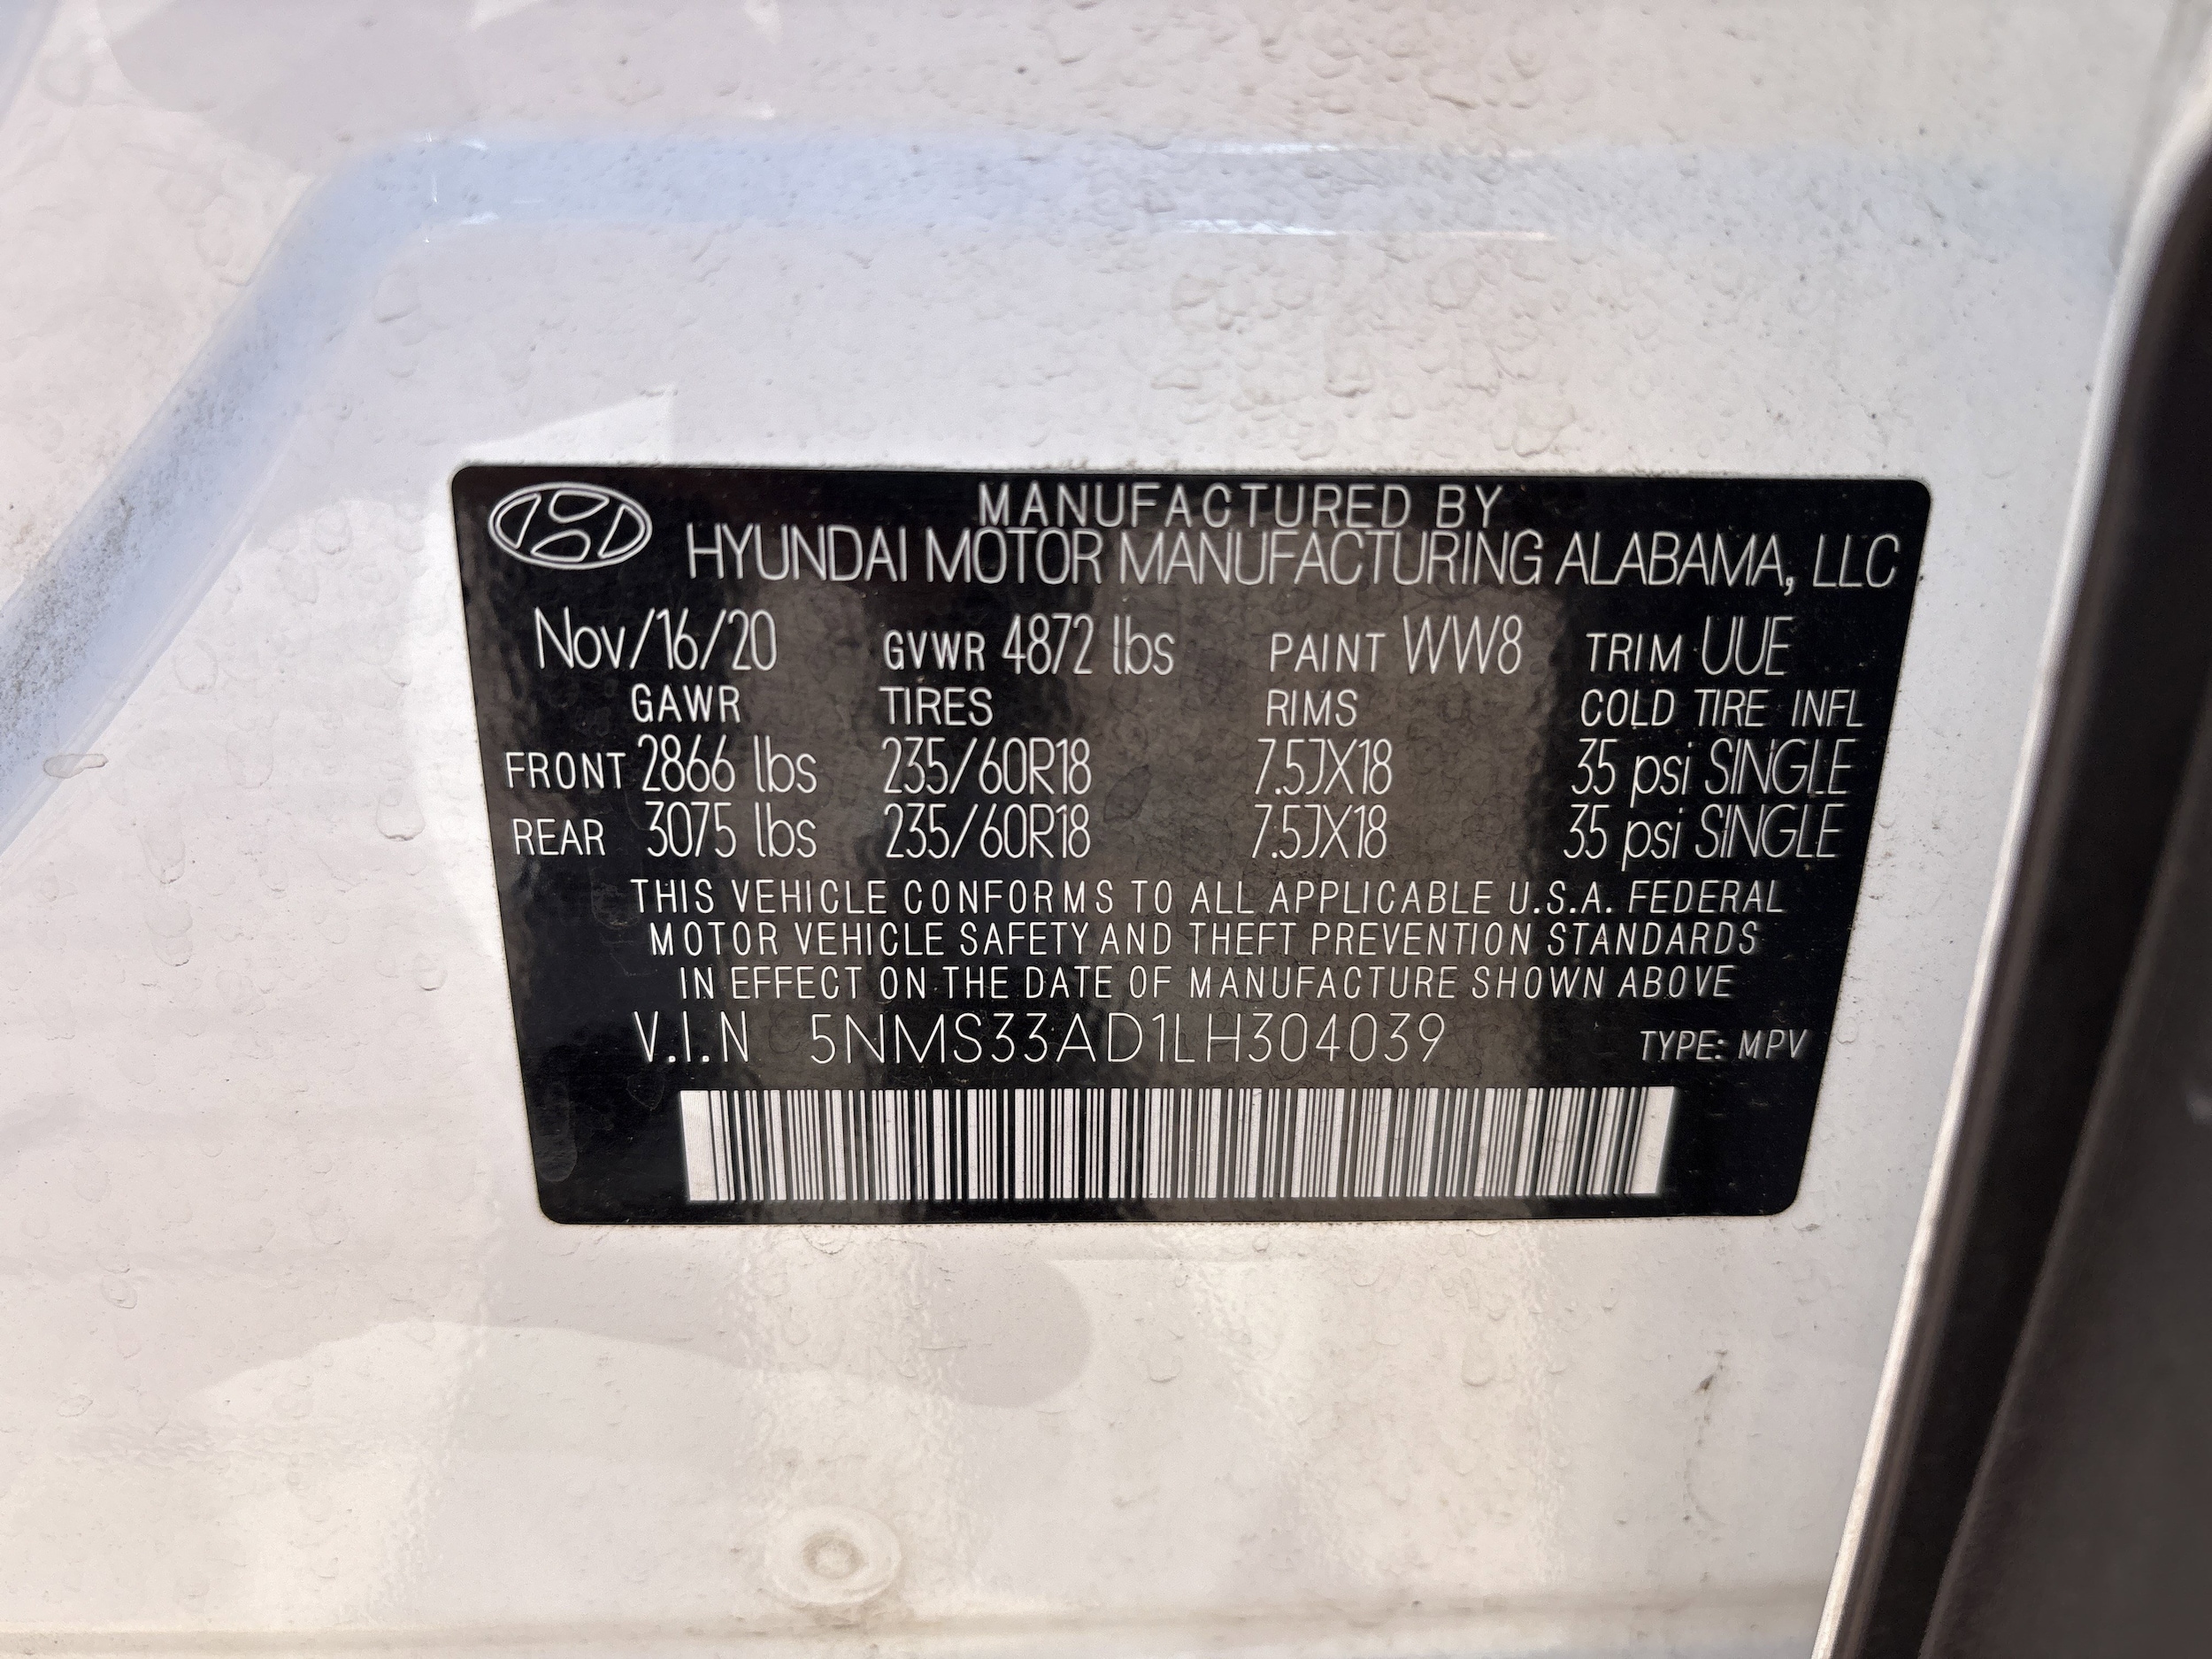 MANUFACTURED BY
HYUNDAI MOTOR MANUFACTURING ALABAMA, LLC
Nov/16/20 GVWR 4872 lbs PAINT WW8 TRIM UUE
GAWR TIRES RIMS COLD TIRE INFL
FRONT 2866 lbs 235/60R18 7.5JX18 35 psi SINGLE
REAR 3075 lbs 235/60R18 7.5JX18 35 psi SINGLE
THIS VEHICLE CONFORMS TO ALL APPLICABLE U.S.A. FEDERAL
MOTOR VEHICLE SAFETY AND THEFT PREVENTION STANDARDS
IN EFFECT ON THE DATE OF MANUFACTURE SHOWN ABOVE
V.I.N 5NMS33AD1LH304039 TYPE: MPV